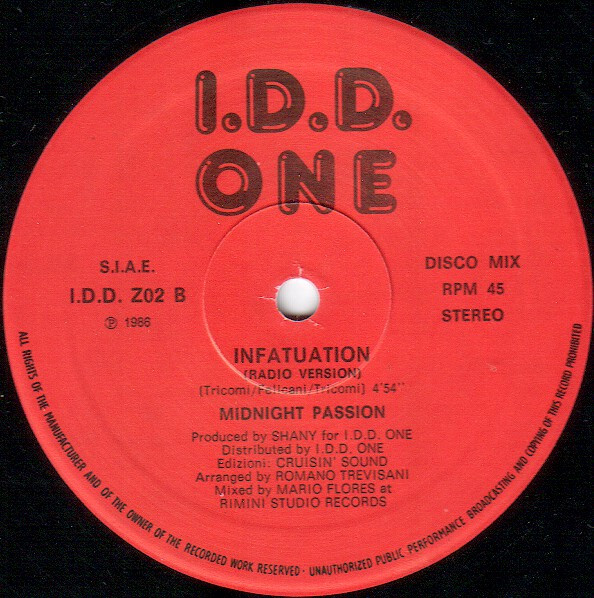 I.D.D.
ONE
S.I.A.E.
I.D.D. Z02 B
℗ 1986
DISCO MIX
RPM 45
STEREO
INFATUATION
(RADIO VERSION)
(Tricomi/Felicani/Tricomi) 4'54''
MIDNIGHT PASSION
Produced by SHANY for I.D.D. ONE
Distributed by I.D.D. ONE
Edizioni: CRUISIN' SOUND
Arranged by ROMANO TREVISANI
Mixed by MARIO FLORES at
RIMINI STUDIO RECORDS
ALL RIGHTS OF THE MANUFACTURER AND OF THE OWNER OF THE RECORDED WORK RESERVED · UNAUTHORIZED PUBLIC PERFORMANCE BROADCASTING AND COPYING OF THIS RECORD PROHIBITED